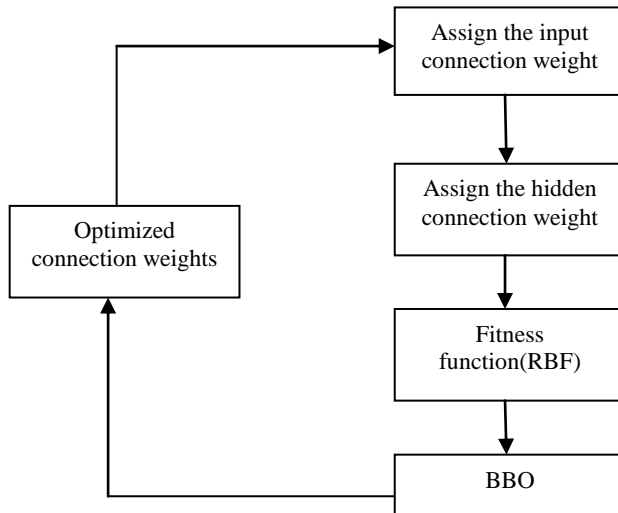 Assign the input
connection weight
Assign the hidden
connection weight
Optimized
connection weights
Fitness
function(RBF)
BBO